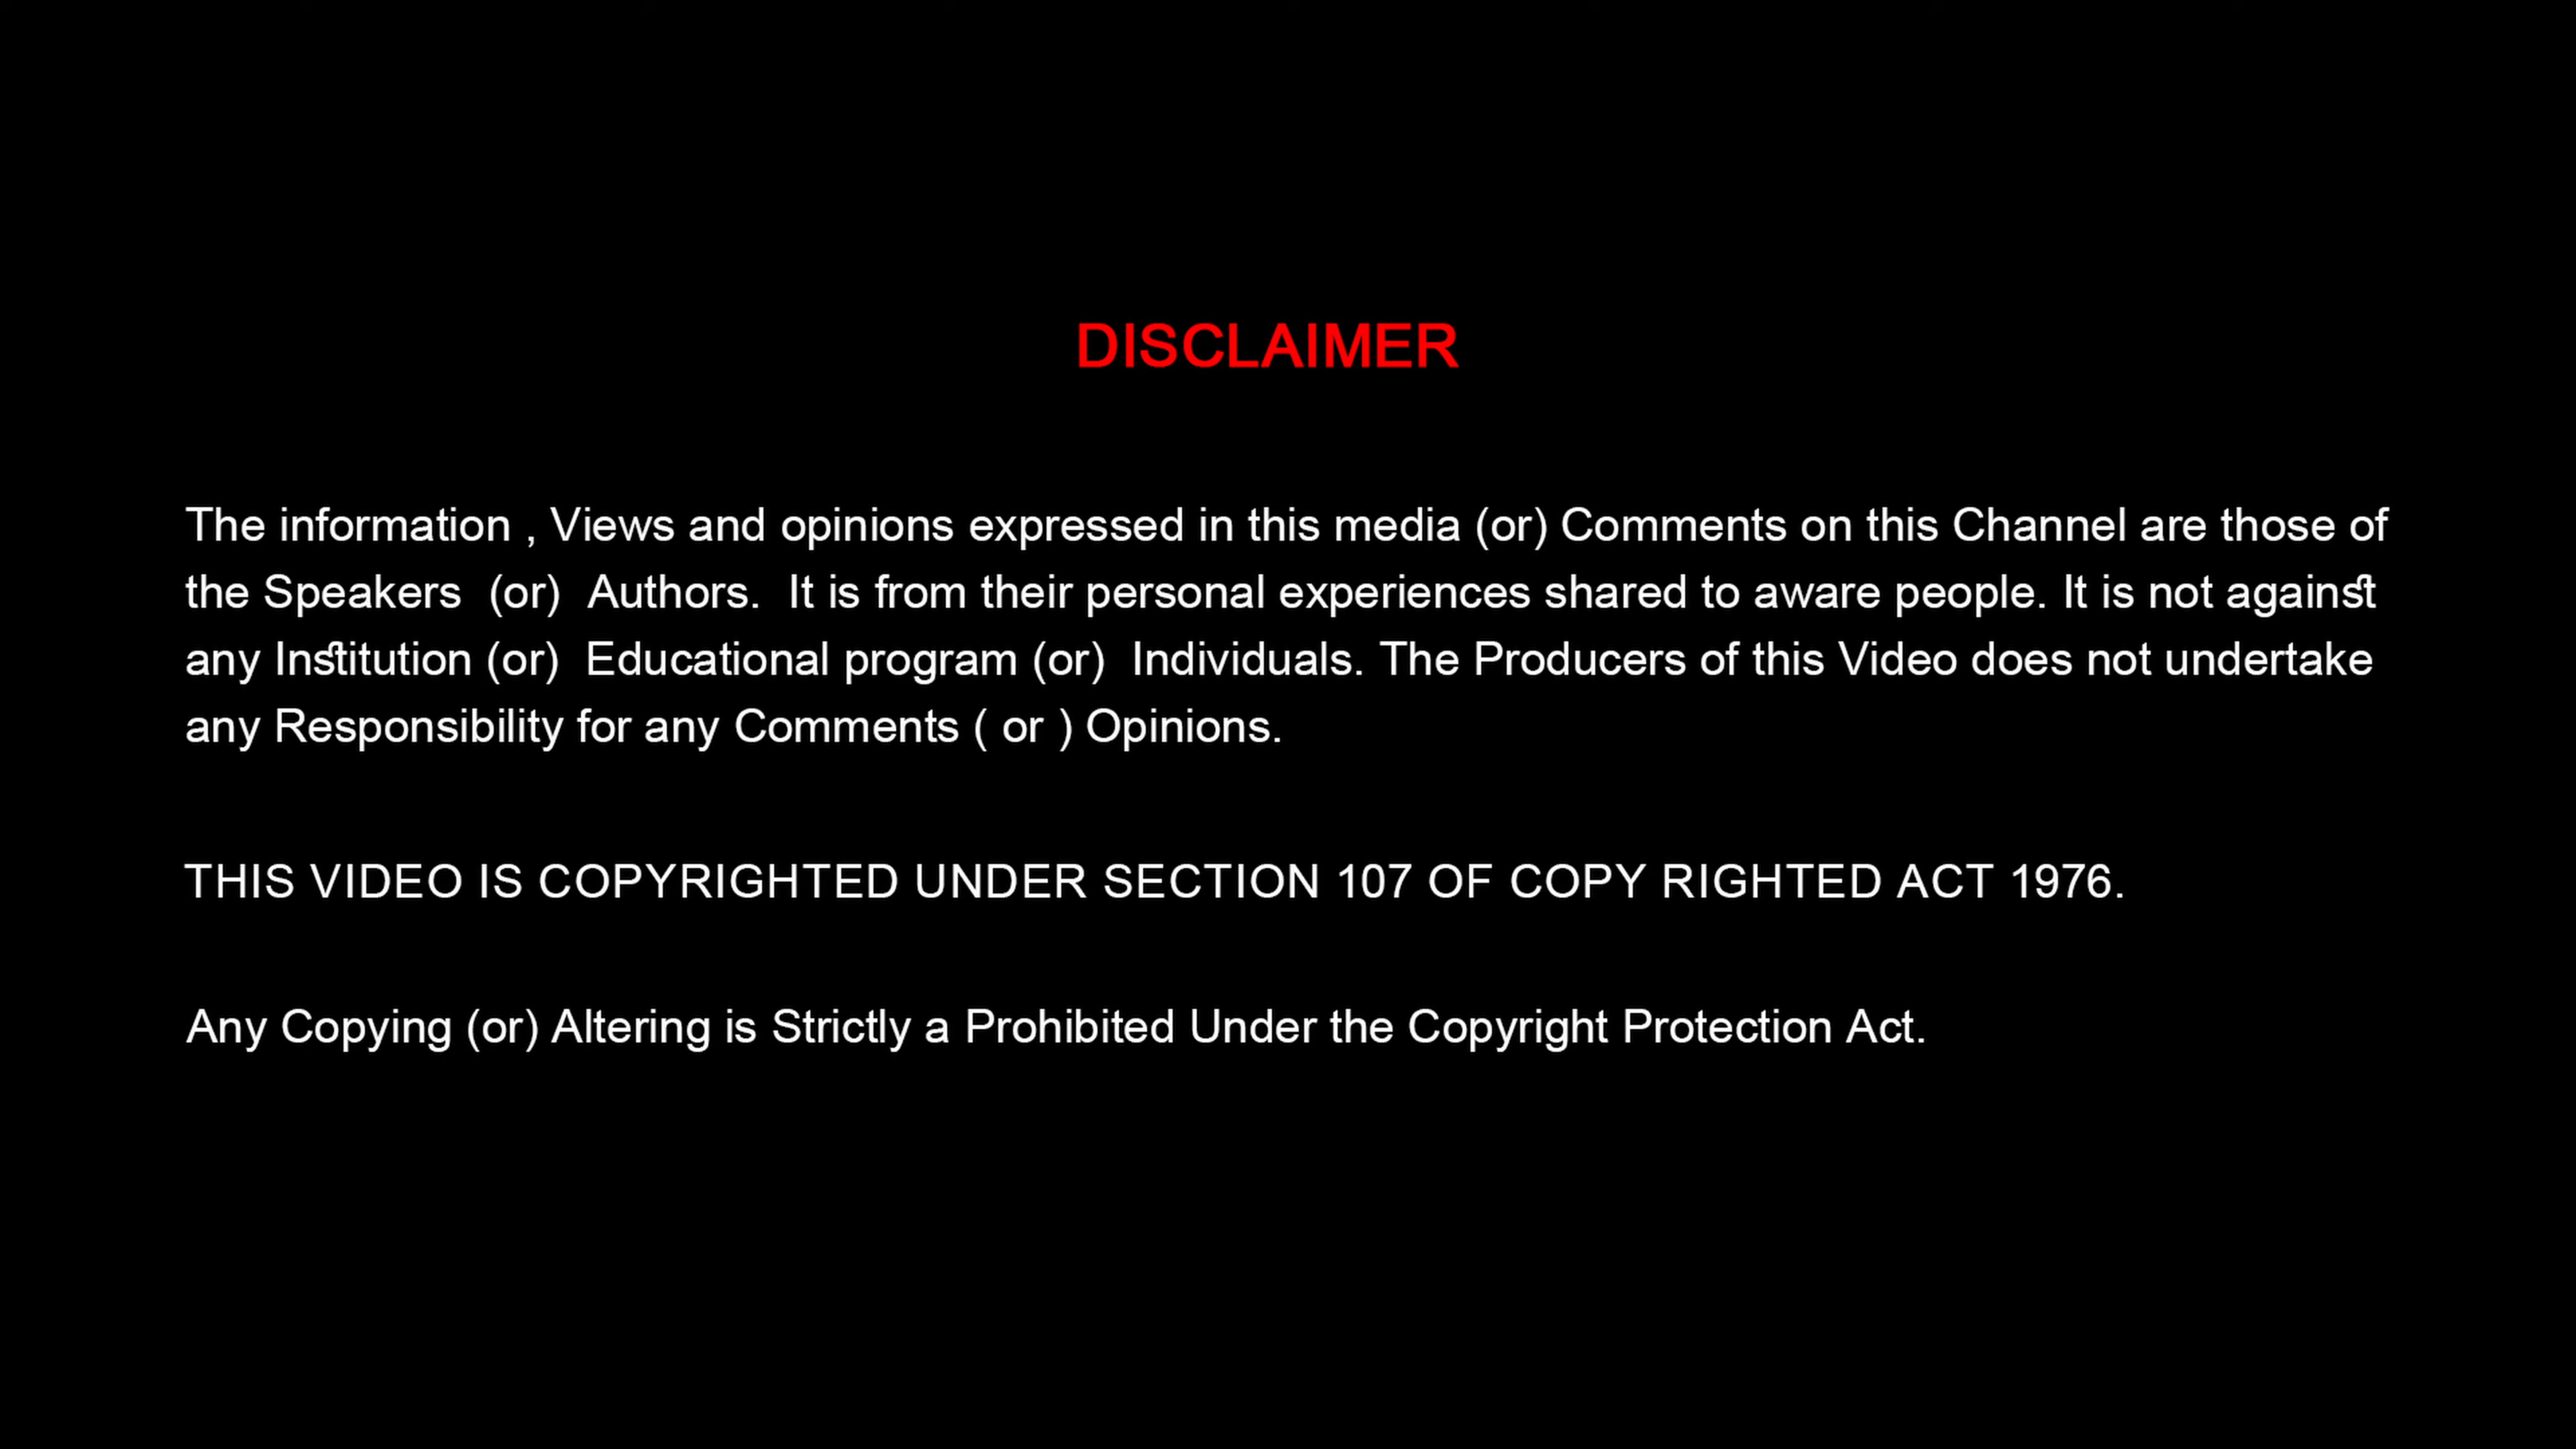 DISCLAIMER
The information , Views and opinions expressed in this media (or) Comments on this Channel are those of
the Speakers (or) Authors. It is from their personal experiences shared to aware people. It is not against
any Institution (or) Educational program (or) Individuals. The Producers of this Video does not undertake
any Responsibility for any Comments ( or ) Opinions.
THIS VIDEO IS COPYRIGHTED UNDER SECTION 107 OF COPY RIGHTED ACT 1976.
Any Copying (or) Altering is Strictly a Prohibited Under the Copyright Protection Act.